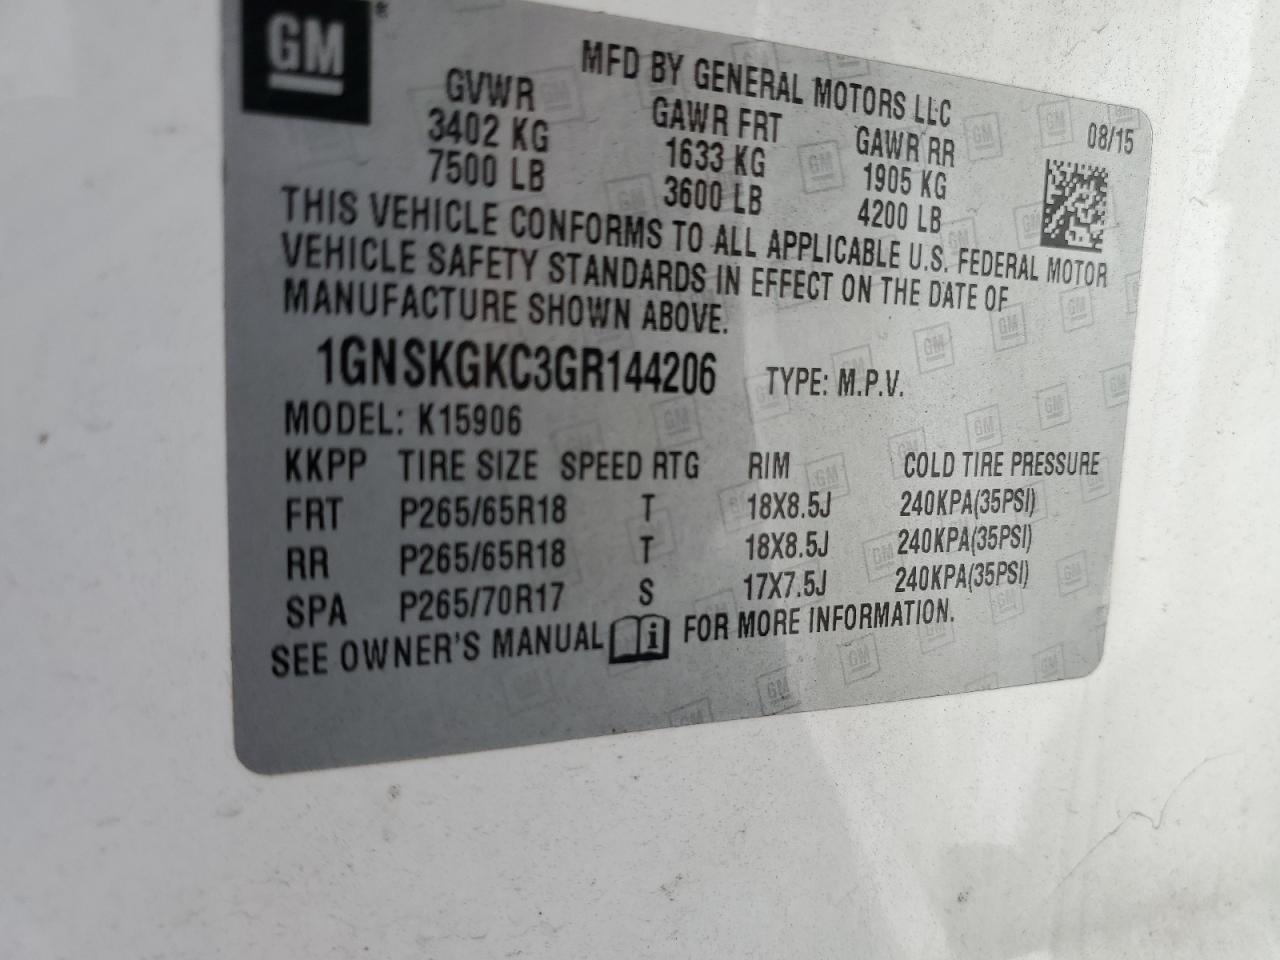 GM®
MFD BY GENERAL MOTORS LLC
08/15
GVWR GAWR FRT GAWR RR
3402 KG 1633 KG 1905 KG
7500 LB 3600 LB 4200 LB
THIS VEHICLE CONFORMS TO ALL APPLICABLE U.S. FEDERAL MOTOR
VEHICLE SAFETY STANDARDS IN EFFECT ON THE DATE OF
MANUFACTURE SHOWN ABOVE.
1GNSKGKC3GR144206 TYPE: M.P.V.
MODEL: K15906
KKPP TIRE SIZE SPEED RTG RIM COLD TIRE PRESSURE
FRT P265/65R18 T 18X8.5J 240KPA(35PSI)
RR P265/65R18 T 18X8.5J 240KPA(35PSI)
SPA P265/70R17 S 17X7.5J 240KPA(35PSI)
SEE OWNER'S MANUAL i FOR MORE INFORMATION.